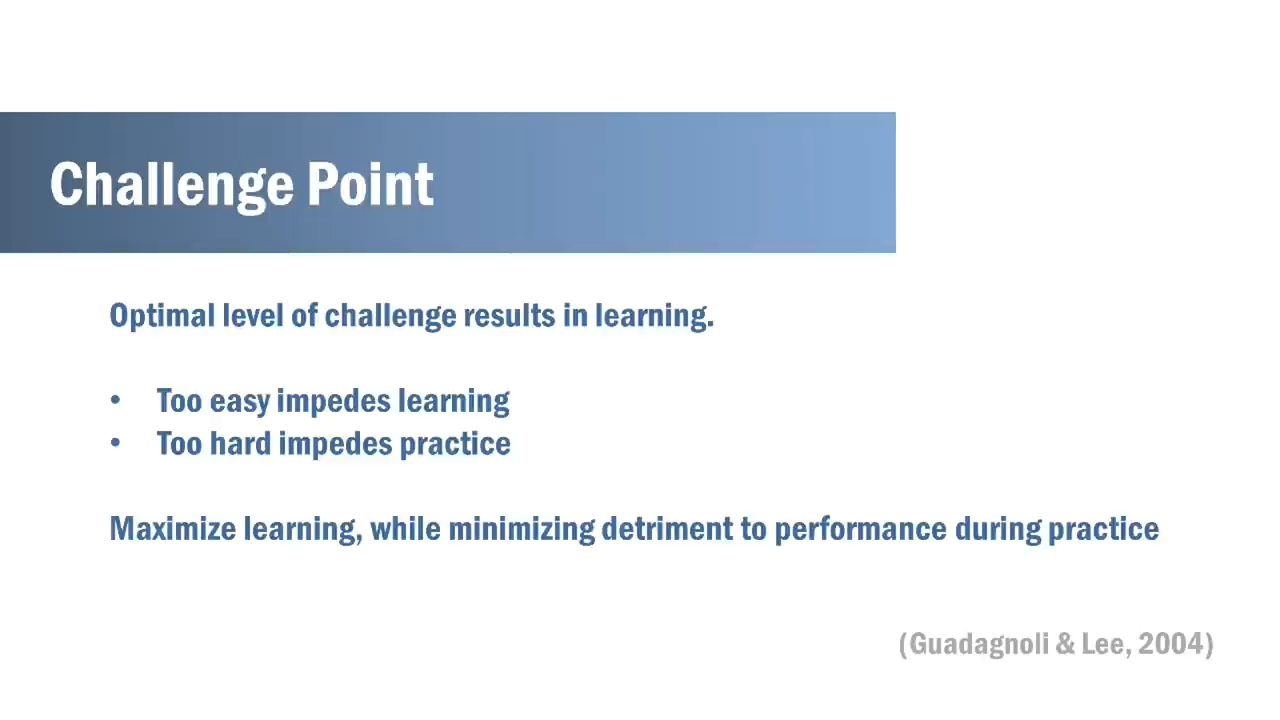 Challenge Point
Optimal level of challenge results in learning.
• Too easy impedes learning
• Too hard impedes practice
Maximize learning, while minimizing detriment to performance during practice
(Guadagnoli & Lee, 2004)